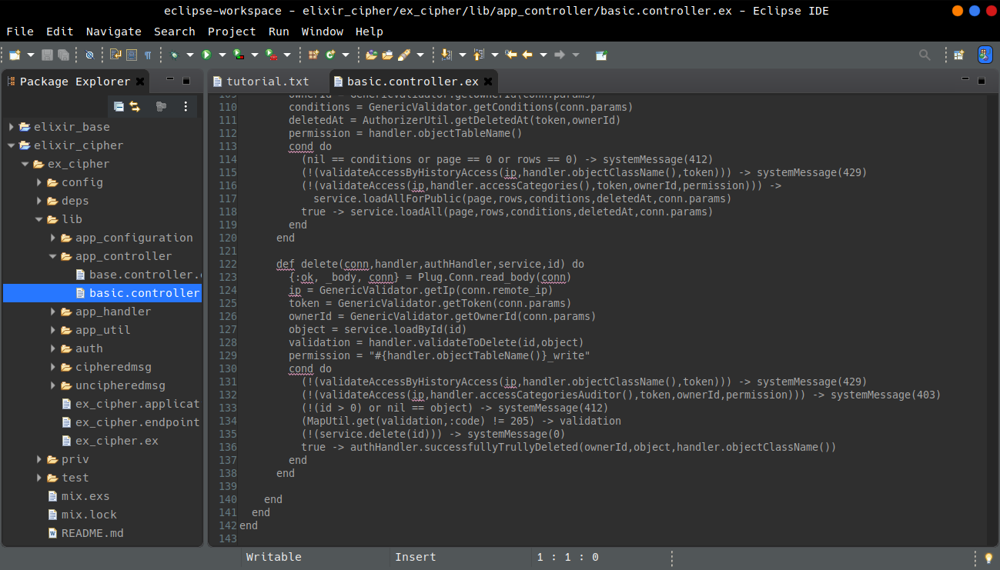 eclipse-workspace - elixir_cipher/ex_cipher/lib/app_controller/basic.controller.ex - Eclipse IDE
File Edit Navigate Search Project Run Window Help
Package Explorer
elixir_base
elixir_cipher
ex_cipher
config
deps
lib
app_configuration
app_controller
base.controller.
basic.controller
app_handler
app_util
auth
cipheredmsg
uncipheredmsg
ex_cipher.applicat
ex_cipher.endpoint
ex_cipher.ex
priv
test
mix.exs
mix.lock
README.md
tutorial.txt basic.controller.ex
109 ownerId = GenericValidator.getOwnerId(conn.params)
110 conditions = GenericValidator.getConditions(conn.params)
111 deletedAt = AuthorizerUtil.getDeletedAt(token,ownerId)
112 permission = handler.objectTableName()
113 cond do
114 (nil == conditions or page == 0 or rows == 0) -> systemMessage(412)
115 (!(validateAccessByHistoryAccess(ip,handler.objectClassName(),token))) -> systemMessage(429)
116 (!(validateAccess(ip,handler.accessCategories(),token,ownerId,permission))) ->
117 service.loadAllForPublic(page,rows,conditions,deletedAt,conn.params)
118 true -> service.loadAll(page,rows,conditions,deletedAt,conn.params)
119 end
120 end
121
122 def delete(conn,handler,authHandler,service,id) do
123 {:ok, _body, conn} = Plug.Conn.read_body(conn)
124 ip = GenericValidator.getIp(conn.remote_ip)
125 token = GenericValidator.getToken(conn.params)
126 ownerId = GenericValidator.getOwnerId(conn.params)
127 object = service.loadById(id)
128 validation = handler.validateToDelete(id,object)
129 permission = "#{handler.objectTableName()}_write"
130 cond do
131 (!(validateAccessByHistoryAccess(ip,handler.objectClassName(),token))) -> systemMessage(429)
132 (!(validateAccess(ip,handler.accessCategoriesAuditor(),token,ownerId,permission))) -> systemMessage(403)
133 (!(id > 0) or nil == object) -> systemMessage(412)
134 (MapUtil.get(validation,:code) != 205) -> validation
135 (!(service.delete(id))) -> systemMessage(0)
136 true -> authHandler.successfullyTrullyDeleted(ownerId,object,handler.objectClassName())
137 end
138 end
139
140 end
141 end
142 end
143
Writable Insert 1 : 1 : 0